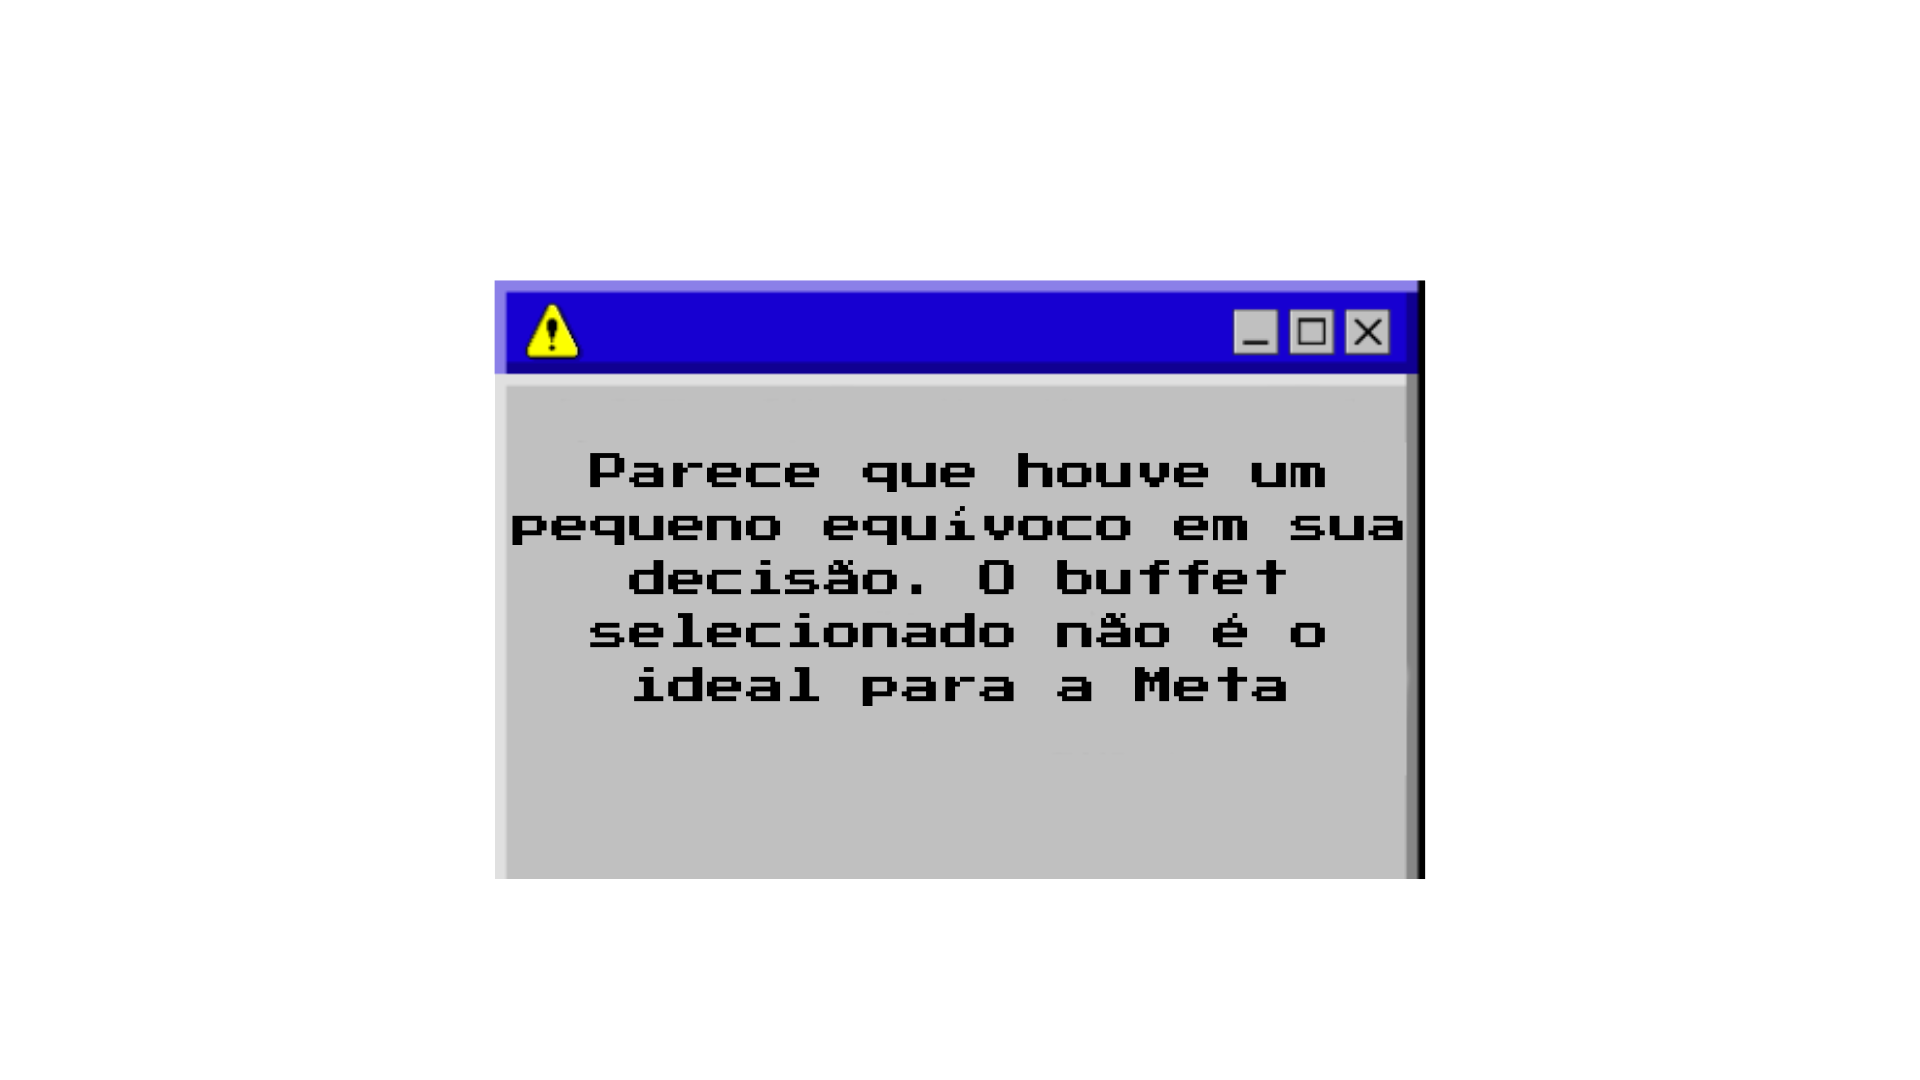 Parece que houve um
pequeno equívoco em sua
decisão. O buffet
selecionado não é o
ideal para a Meta